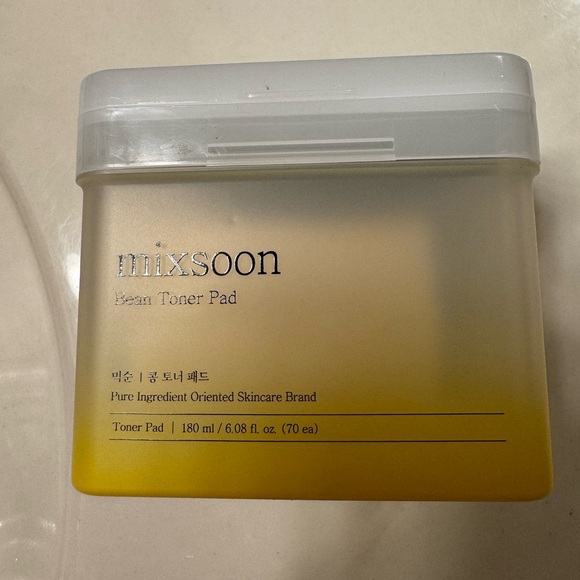 mixsoon
Bean Toner Pad
믹순 | 콩 토너 패드
Pure Ingredient Oriented Skincare Brand
Toner Pad | 180 ml / 6.08 fl. oz. (70 ea)